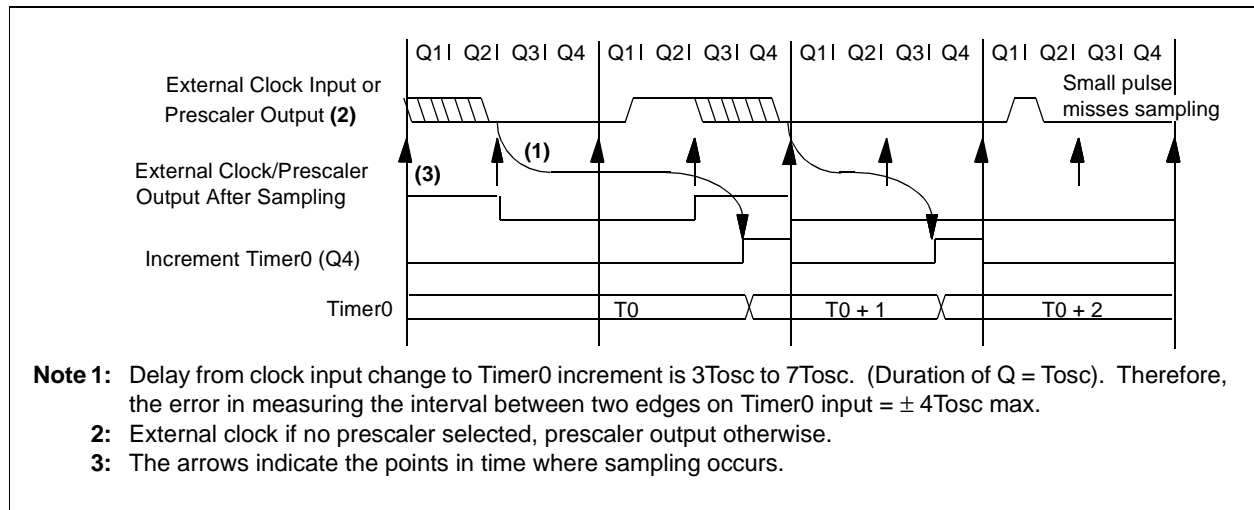 Q1 | Q2 | Q3 | Q4 Q1 | Q2 | Q3 | Q4 Q1 | Q2 | Q3 | Q4 Q1 | Q2 | Q3 | Q4
External Clock Input or
Prescaler Output (2)
Small pulse
misses sampling
(1)
External Clock/Prescaler
Output After Sampling
(3)
Increment Timer0 (Q4)
Timer0 T0 T0 + 1 T0 + 2
Note 1: Delay from clock input change to Timer0 increment is 3Tosc to 7Tosc. (Duration of Q = Tosc). Therefore,
the error in measuring the interval between two edges on Timer0 input = ± 4Tosc max.
2: External clock if no prescaler selected, prescaler output otherwise.
3: The arrows indicate the points in time where sampling occurs.